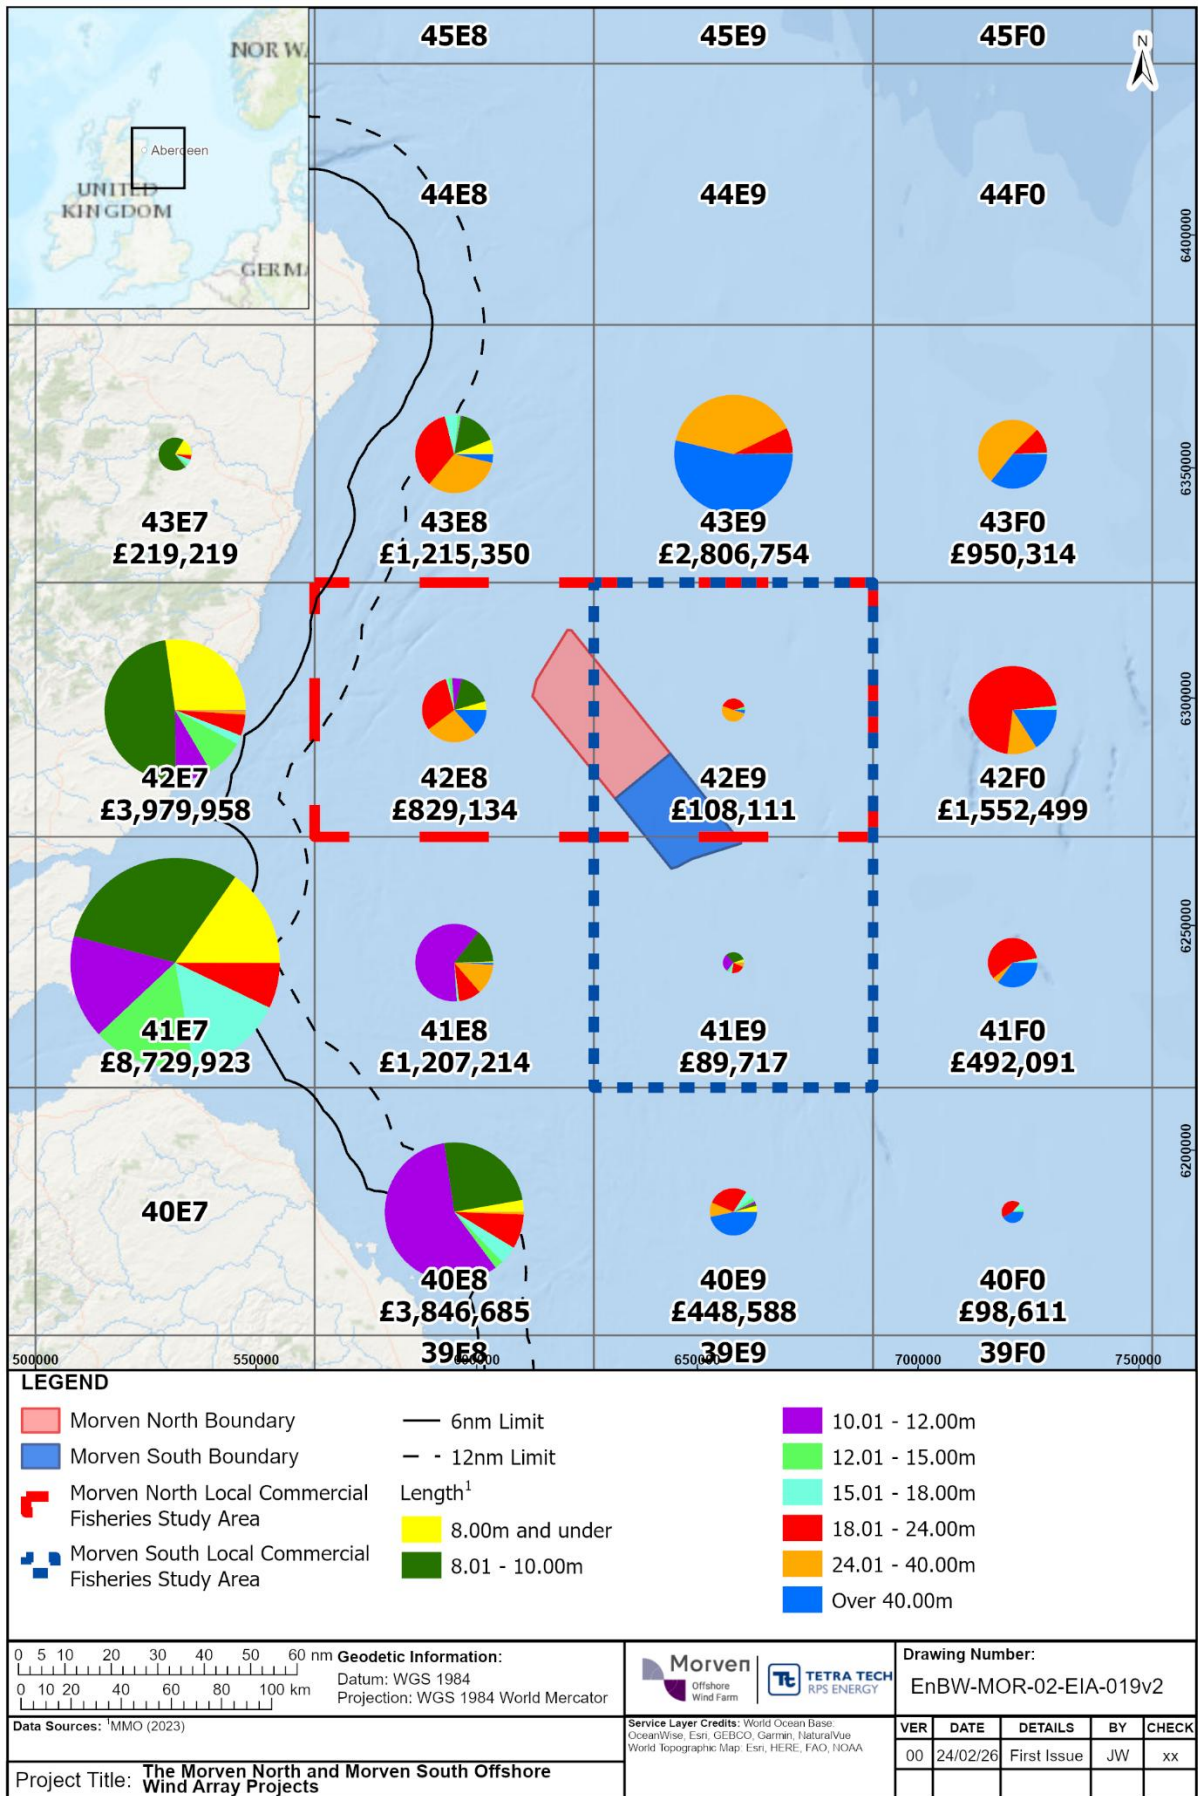 45E8
45E9
45F0
N
NOR W
Aberdeen
UNITED
KINGDOM
GERM
44E8
44E9
44F0
6400000
6350000
43E7
£219,219
43E8
£1,215,350
43E9
£2,806,754
43F0
£950,314
6300000
42E7
£3,979,958
42E8
£829,134
42E9
£108,111
42F0
£1,552,499
6250000
41E7
£8,729,923
41E8
£1,207,214
41E9
£89,717
41F0
£492,091
6200000
40E7
40E8
£3,846,685
40E9
£448,588
40F0
£98,611
39E8
39E9
39F0
500000
550000
600000
650000
700000
750000
LEGEND
Morven North Boundary
Morven South Boundary
Morven North Local Commercial
Fisheries Study Area
Morven South Local Commercial
Fisheries Study Area
6nm Limit
12nm Limit
Length1
8.00m and under
8.01 - 10.00m
10.01 - 12.00m
12.01 - 15.00m
15.01 - 18.00m
18.01 - 24.00m
24.01 - 40.00m
Over 40.00m
0 5 10 20 30 40 50 60 nm
0 10 20 40 60 80 100 km
Geodetic Information:
Datum: WGS 1984
Projection: WGS 1984 World Mercator
Data Sources: 1MMO (2023)
Project Title: The Morven North and Morven South Offshore
Wind Array Projects
Morven
Offshore
Wind Farm
Tt
TETRA TECH
RPS ENERGY
Service Layer Credits: World Ocean Base:
OceanWise, Esri, GEBCO, Garmin, NaturalVue
World Topographic Map: Esri, HERE, FAO, NOAA
Drawing Number:
EnBW-MOR-02-EIA-019v2
VER DATE DETAILS BY CHECK
00 24/02/26 First Issue JW xx